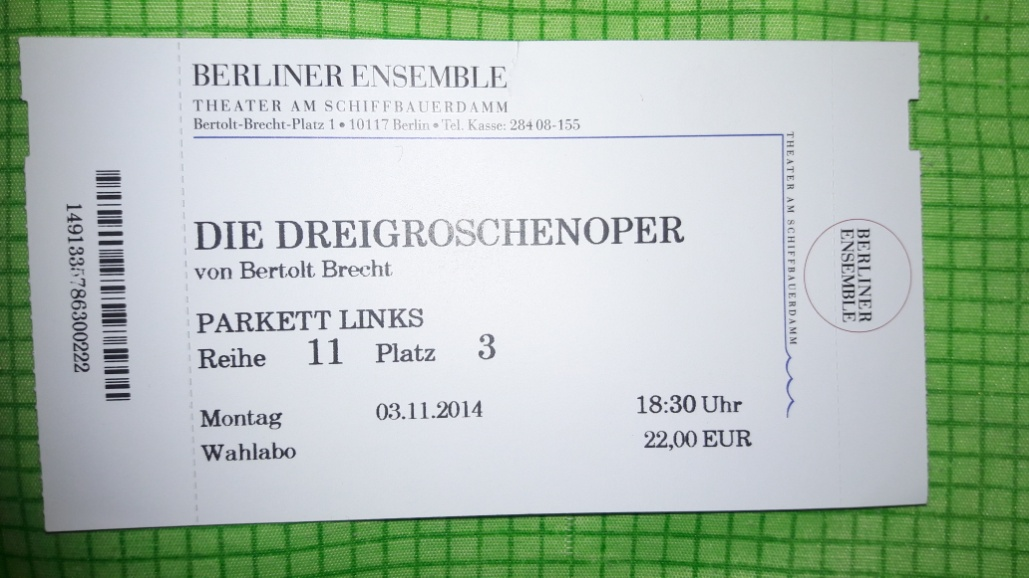 BERLINER ENSEMBLE
THEATER AM SCHIFFBAUERDAMM
Bertolt-Brecht-Platz 1 • 10117 Berlin • Tel. Kasse: 284 08-155
THEATER AM SCHIFFBAUERDAMM
DIE DREIGROSCHENOPER
von Bertolt Brecht
PARKETT LINKS
Reihe 11 Platz 3
Montag 03.11.2014 18:30 Uhr
Wahlabo 22,00 EUR
BERLINER
ENSEMBLE
1491335786300222